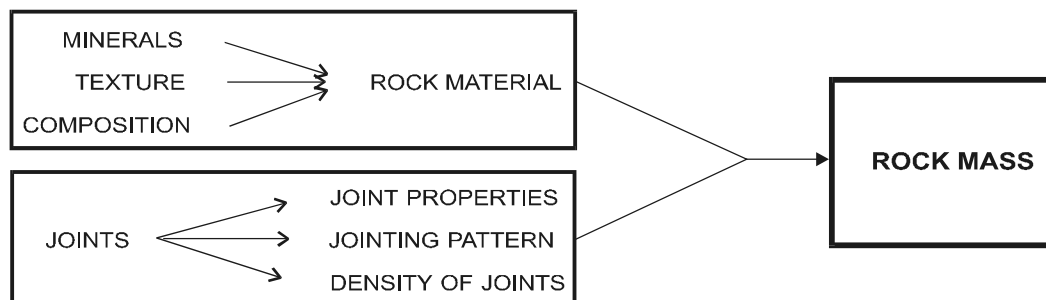 MINERALS
TEXTURE
COMPOSITION
ROCK MATERIAL
JOINTS
JOINT PROPERTIES
JOINTING PATTERN
DENSITY OF JOINTS
ROCK MASS